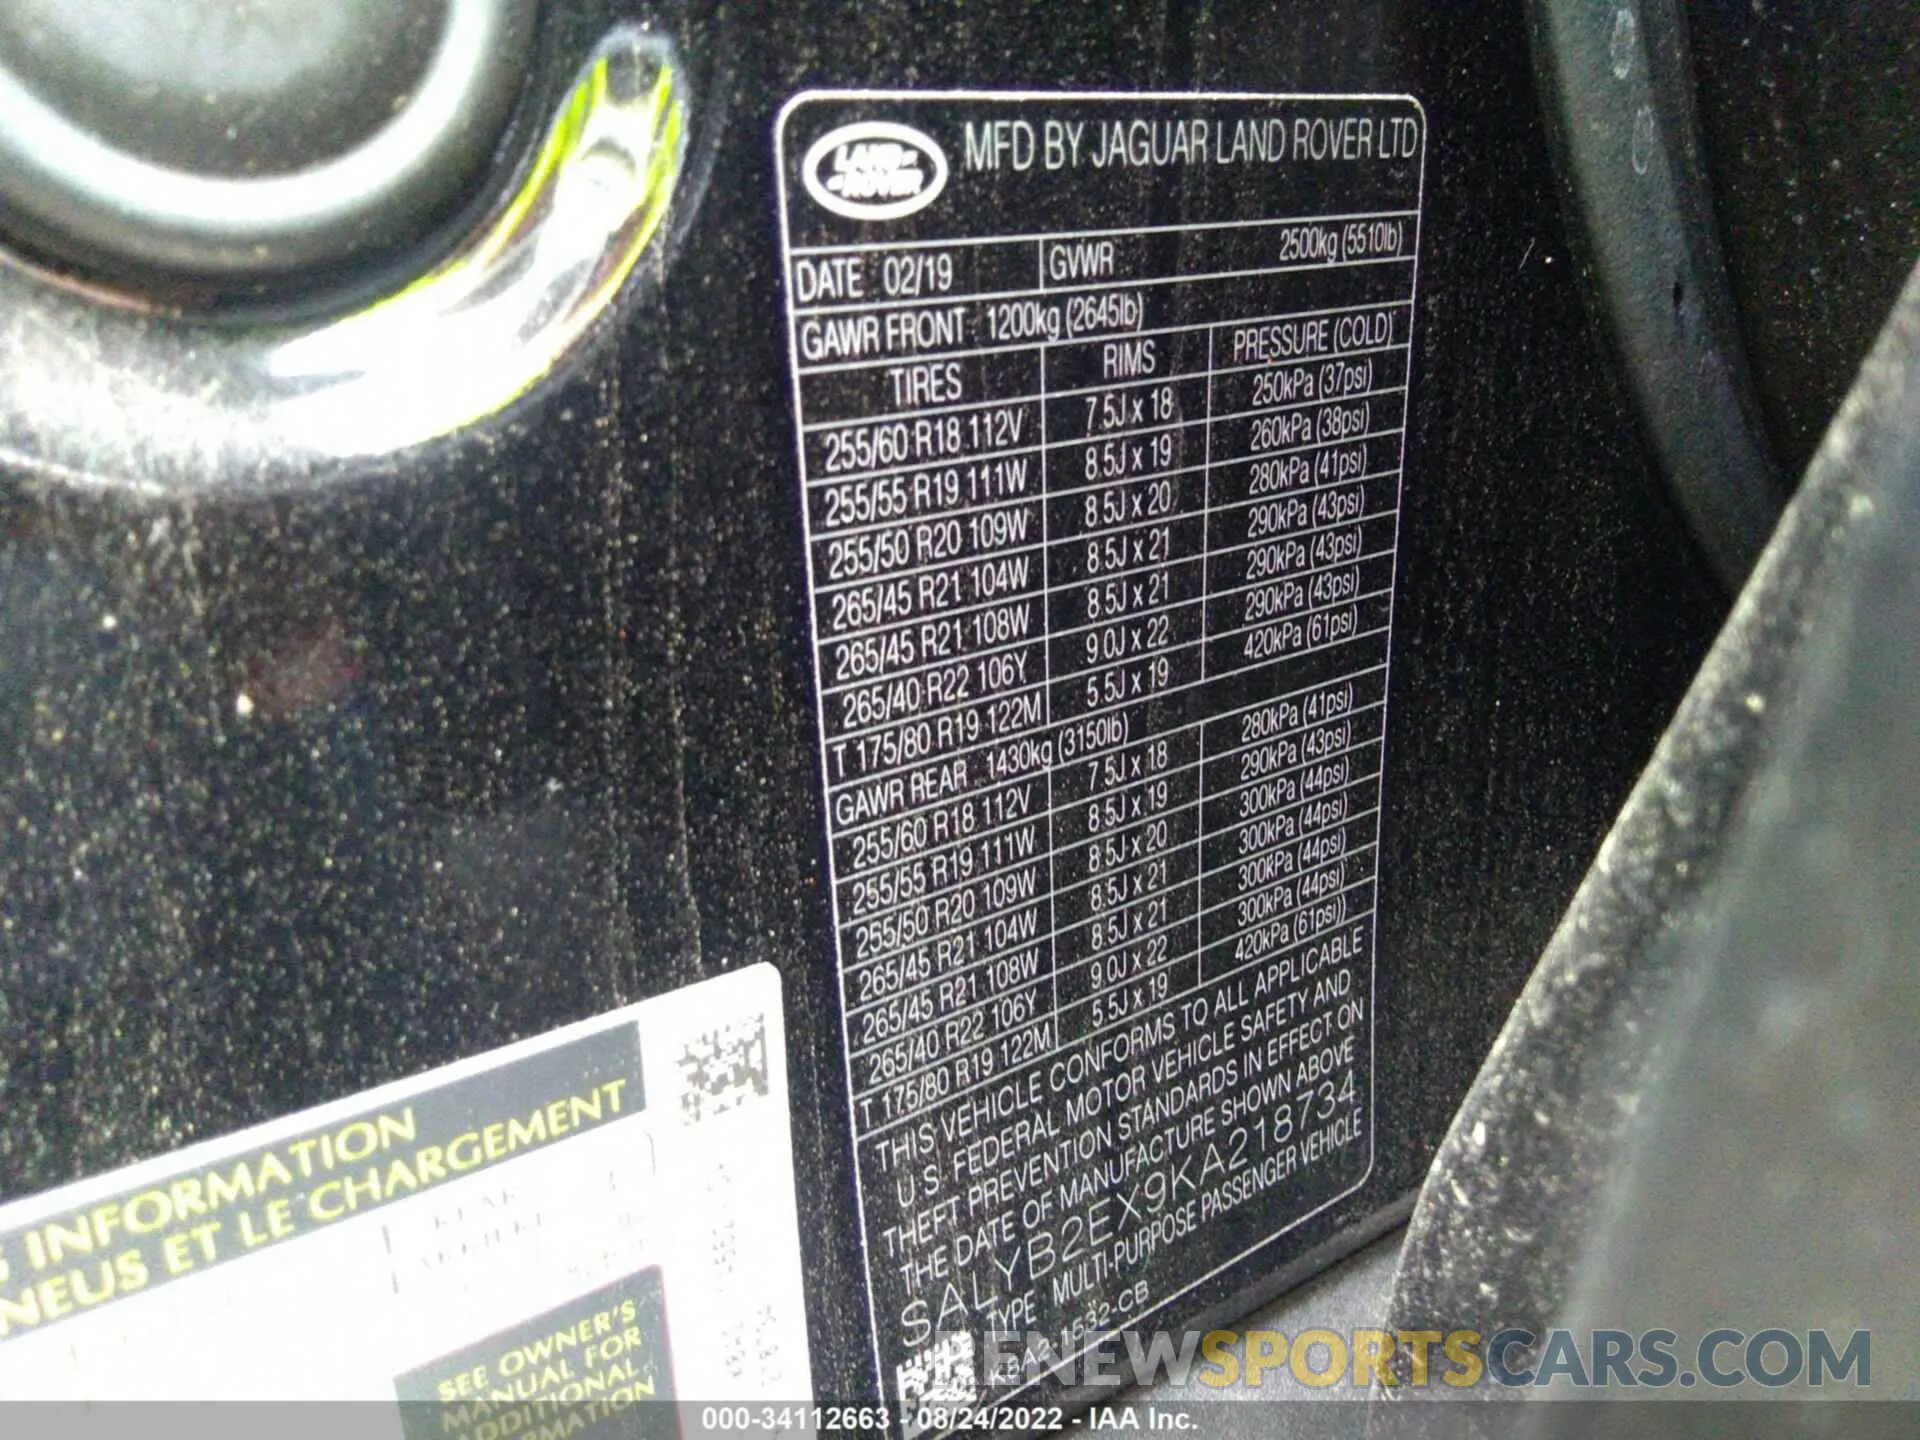 LAND ROVER
MFD BY JAGUAR LAND ROVER LTD
DATE 02/19 GVWR 2500kg (5510lb)
GAWR FRONT 1200kg (2645lb)
TIRES RIMS PRESSURE (COLD)
255/60 R18 112V 7.5J x 18 250kPa (37psi)
255/55 R19 111W 8.5J x 19 260kPa (38psi)
255/50 R20 109W 8.5J x 20 280kPa (41psi)
265/45 R21 104W 8.5J x 21 290kPa (43psi)
265/45 R21 108W 8.5J x 21 290kPa (43psi)
265/40 R22 106Y 9.0J x 22 290kPa (43psi)
T 175/80 R19 122M 5.5J x 19 420kPa (61psi)
GAWR REAR 1430kg (3150lb)
255/60 R18 112V 7.5J x 18 280kPa (41psi)
255/55 R19 111W 8.5J x 19 290kPa (43psi)
255/50 R20 109W 8.5J x 20 300kPa (44psi)
265/45 R21 104W 8.5J x 21 300kPa (44psi)
265/45 R21 108W 8.5J x 21 300kPa (44psi)
265/40 R22 106Y 9.0J x 22 300kPa (44psi)
T 175/80 R19 122M 5.5J x 19 420kPa (61psi))
THIS VEHICLE CONFORMS TO ALL APPLICABLE
U.S. FEDERAL MOTOR VEHICLE SAFETY AND
THEFT PREVENTION STANDARDS IN EFFECT ON
THE DATE OF MANUFACTURE SHOWN ABOVE
SALYB2EX9KA218734
TYPE MULTI-PURPOSE PASSENGER VEHICLE
K8A2-1532-CB
INFORMATION
NEUS ET LE CHARGEMENT
REAR
ARRIERE
SEE OWNER'S
MANUAL FOR
ADDITIONAL
RMATION
RENEWSPORTSCARS.COM
000-34112663 - 08/24/2022 - IAA Inc.